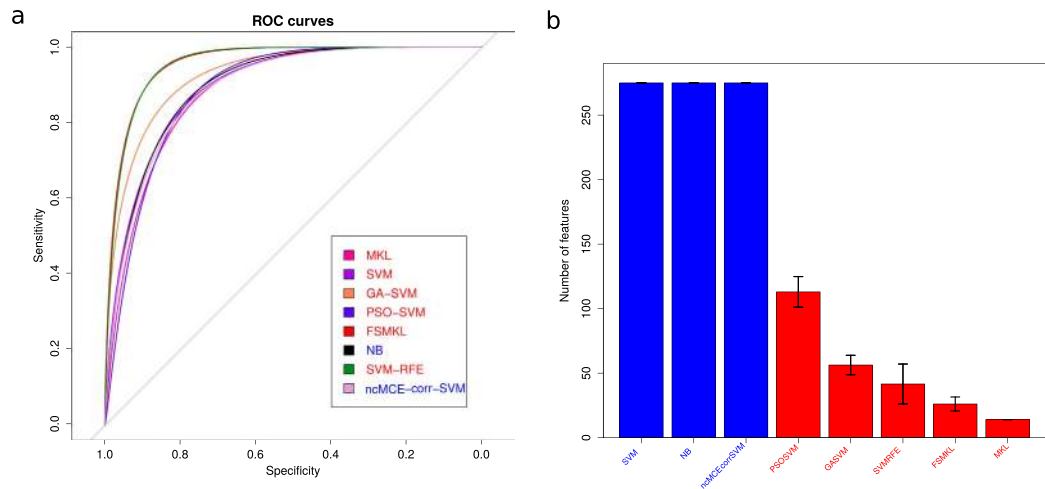 a
ROC curves
Sensitivity
1.0
0.8
0.6
0.4
0.2
0.0
MKL
SVM
GA-SVM
PSO-SVM
FSMKL
NB
SVM-RFE
ncMCE-corr-SVM
1.0 0.8 0.6 0.4 0.2 0.0
Specificity
b
Number of features
250
200
150
100
50
0
SVM NB ncMCEcorrSVM PSOSVM GASVM SVMRFE FSMKL MKL